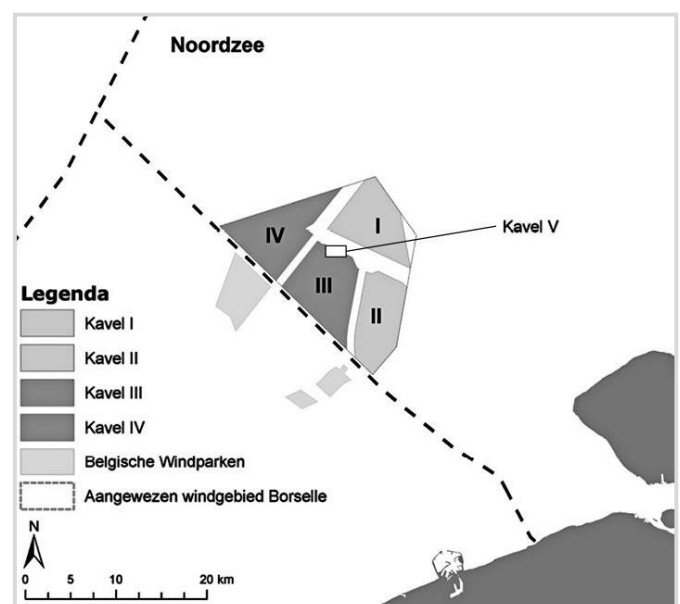 Noordzee
I
Kavel V
IV
III
II
Legenda
Kavel I
Kavel II
Kavel III
Kavel IV
Belgische Windparken
Aangewezen windgebied Borselle
N
0 5 10 20 km